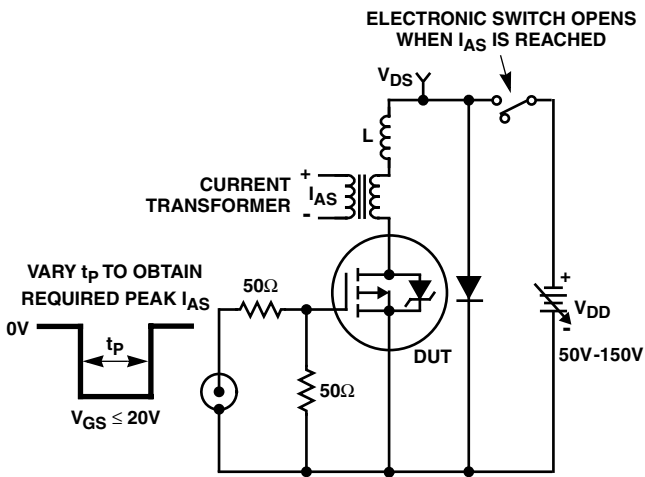 ELECTRONIC SWITCH OPENS
WHEN IAS IS REACHED
VDS
L
+
CURRENT
TRANSFORMER
IAS
-
VARY tP TO OBTAIN
REQUIRED PEAK IAS
50Ω
0V
tP
VGS ≤ 20V
50Ω
DUT
+
VDD
-
50V-150V